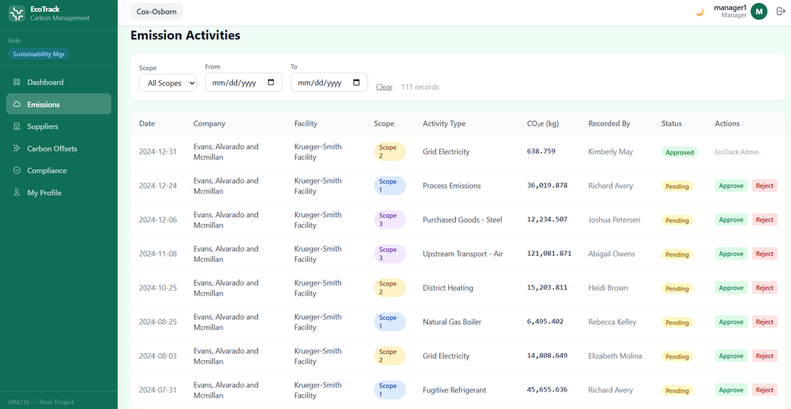 EcoTrack
Carbon Management
Role
Sustainability Mgr
Dashboard
Emissions
Suppliers
Carbon Offsets
Compliance
My Profile
BIM216 — Term Project
Cox-Osborn
🌙
manager1
Manager
M
Emission Activities
Scope
From
To
All Scopes
mm/dd/yyyy
mm/dd/yyyy
Clear
111 records
Date Company Facility Scope Activity Type CO₂e (kg) Recorded By Status Actions
2024-12-31 Evans, Alvarado and Mcmillan Krueger-Smith Facility Scope 2 Grid Electricity 638.759 Kimberly May Approved EcoTrack Admin
2024-12-24 Evans, Alvarado and Mcmillan Krueger-Smith Facility Scope 1 Process Emissions 36,019.878 Richard Avery Pending Approve Reject
2024-12-06 Evans, Alvarado and Mcmillan Krueger-Smith Facility Scope 3 Purchased Goods - Steel 12,234.507 Joshua Petersen Pending Approve Reject
2024-11-08 Evans, Alvarado and Mcmillan Krueger-Smith Facility Scope 3 Upstream Transport - Air 121,081.871 Abigail Owens Pending Approve Reject
2024-10-25 Evans, Alvarado and Mcmillan Krueger-Smith Facility Scope 2 District Heating 15,203.811 Heidi Brown Pending Approve Reject
2024-08-25 Evans, Alvarado and Mcmillan Krueger-Smith Facility Scope 1 Natural Gas Boiler 6,495.402 Rebecca Kelley Pending Approve Reject
2024-08-03 Evans, Alvarado and Mcmillan Krueger-Smith Facility Scope 2 Grid Electricity 14,808.649 Elizabeth Molina Pending Approve Reject
2024-07-31 Evans, Alvarado and Mcmillan Krueger-Smith Facility Scope 1 Fugitive Refrigerant 45,655.636 Richard Avery Pending Approve Reject